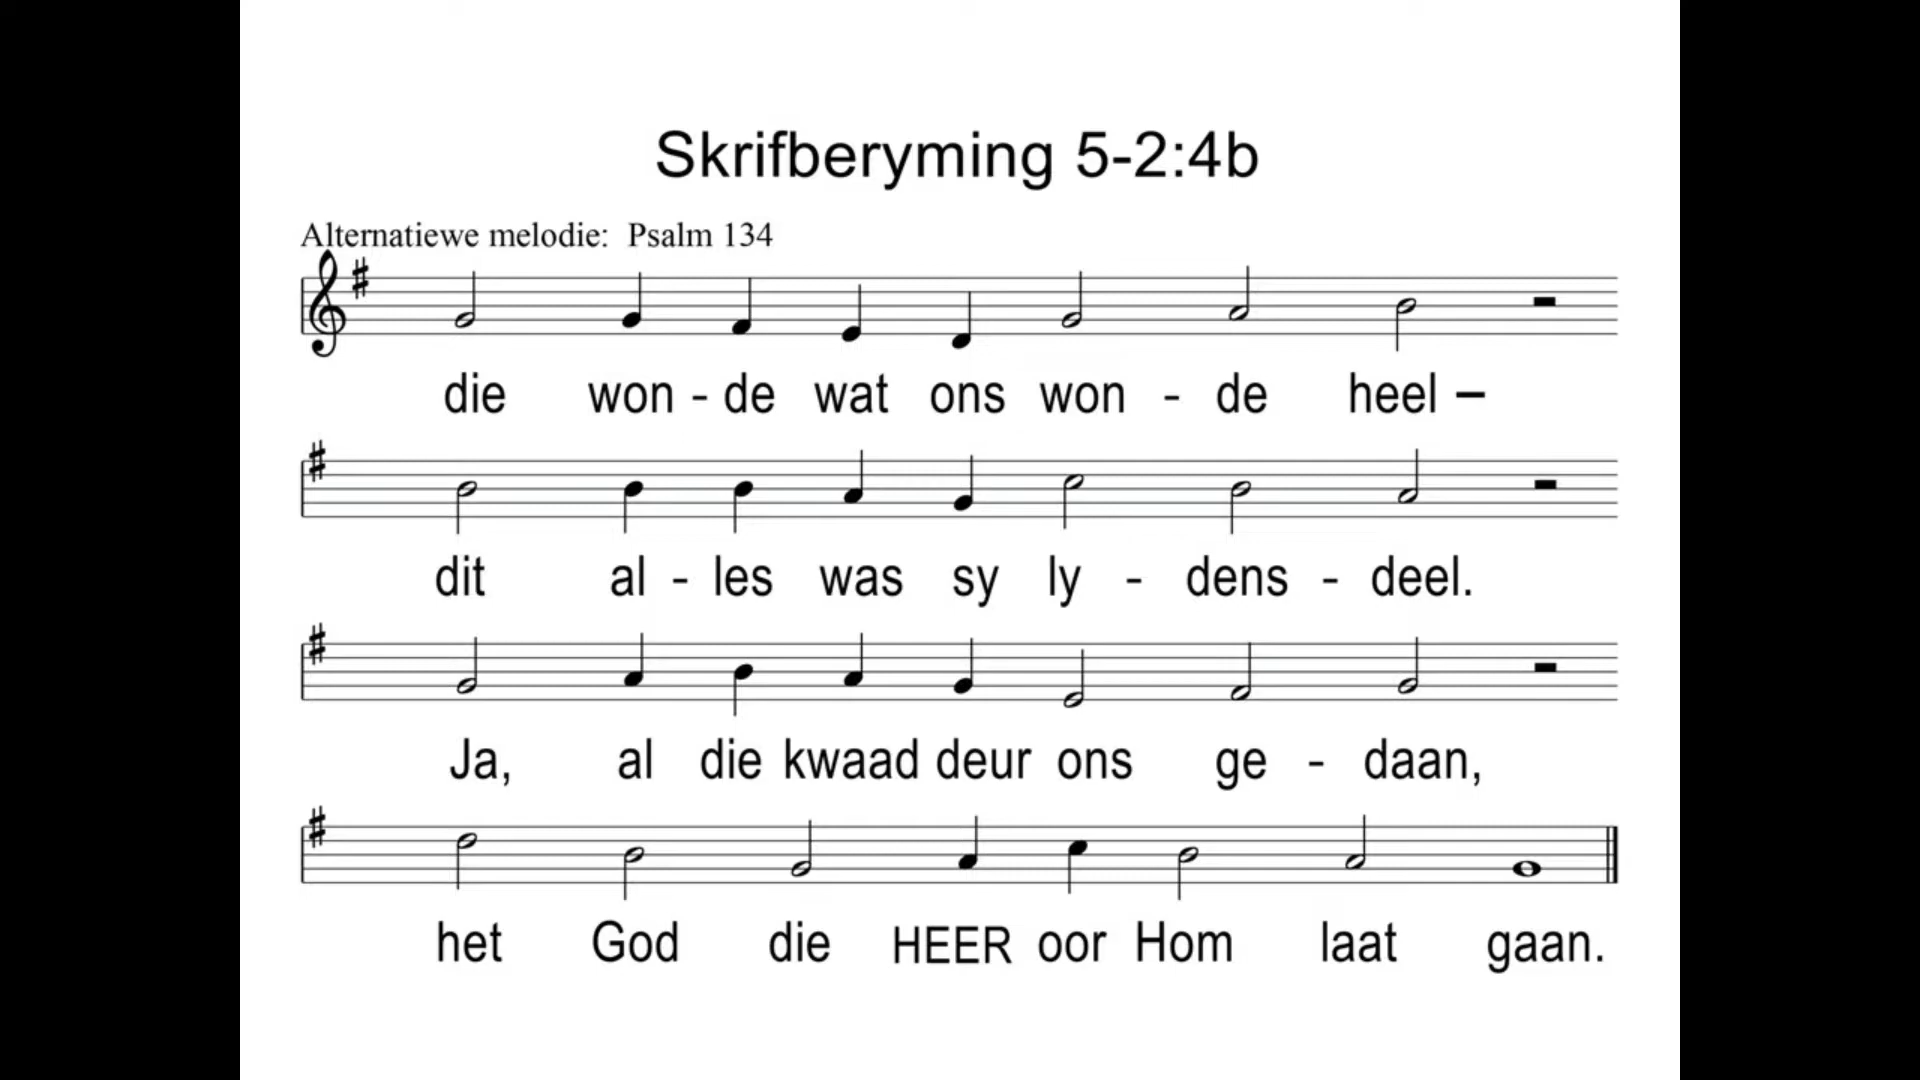 Skrifberyming 5-2:4b
Alternatiewe melodie: Psalm 134
die won - de wat ons won - de heel –
dit al - les was sy ly - dens - deel.
Ja, al die kwaad deur ons ge - daan,
het God die HEER oor Hom laat gaan.